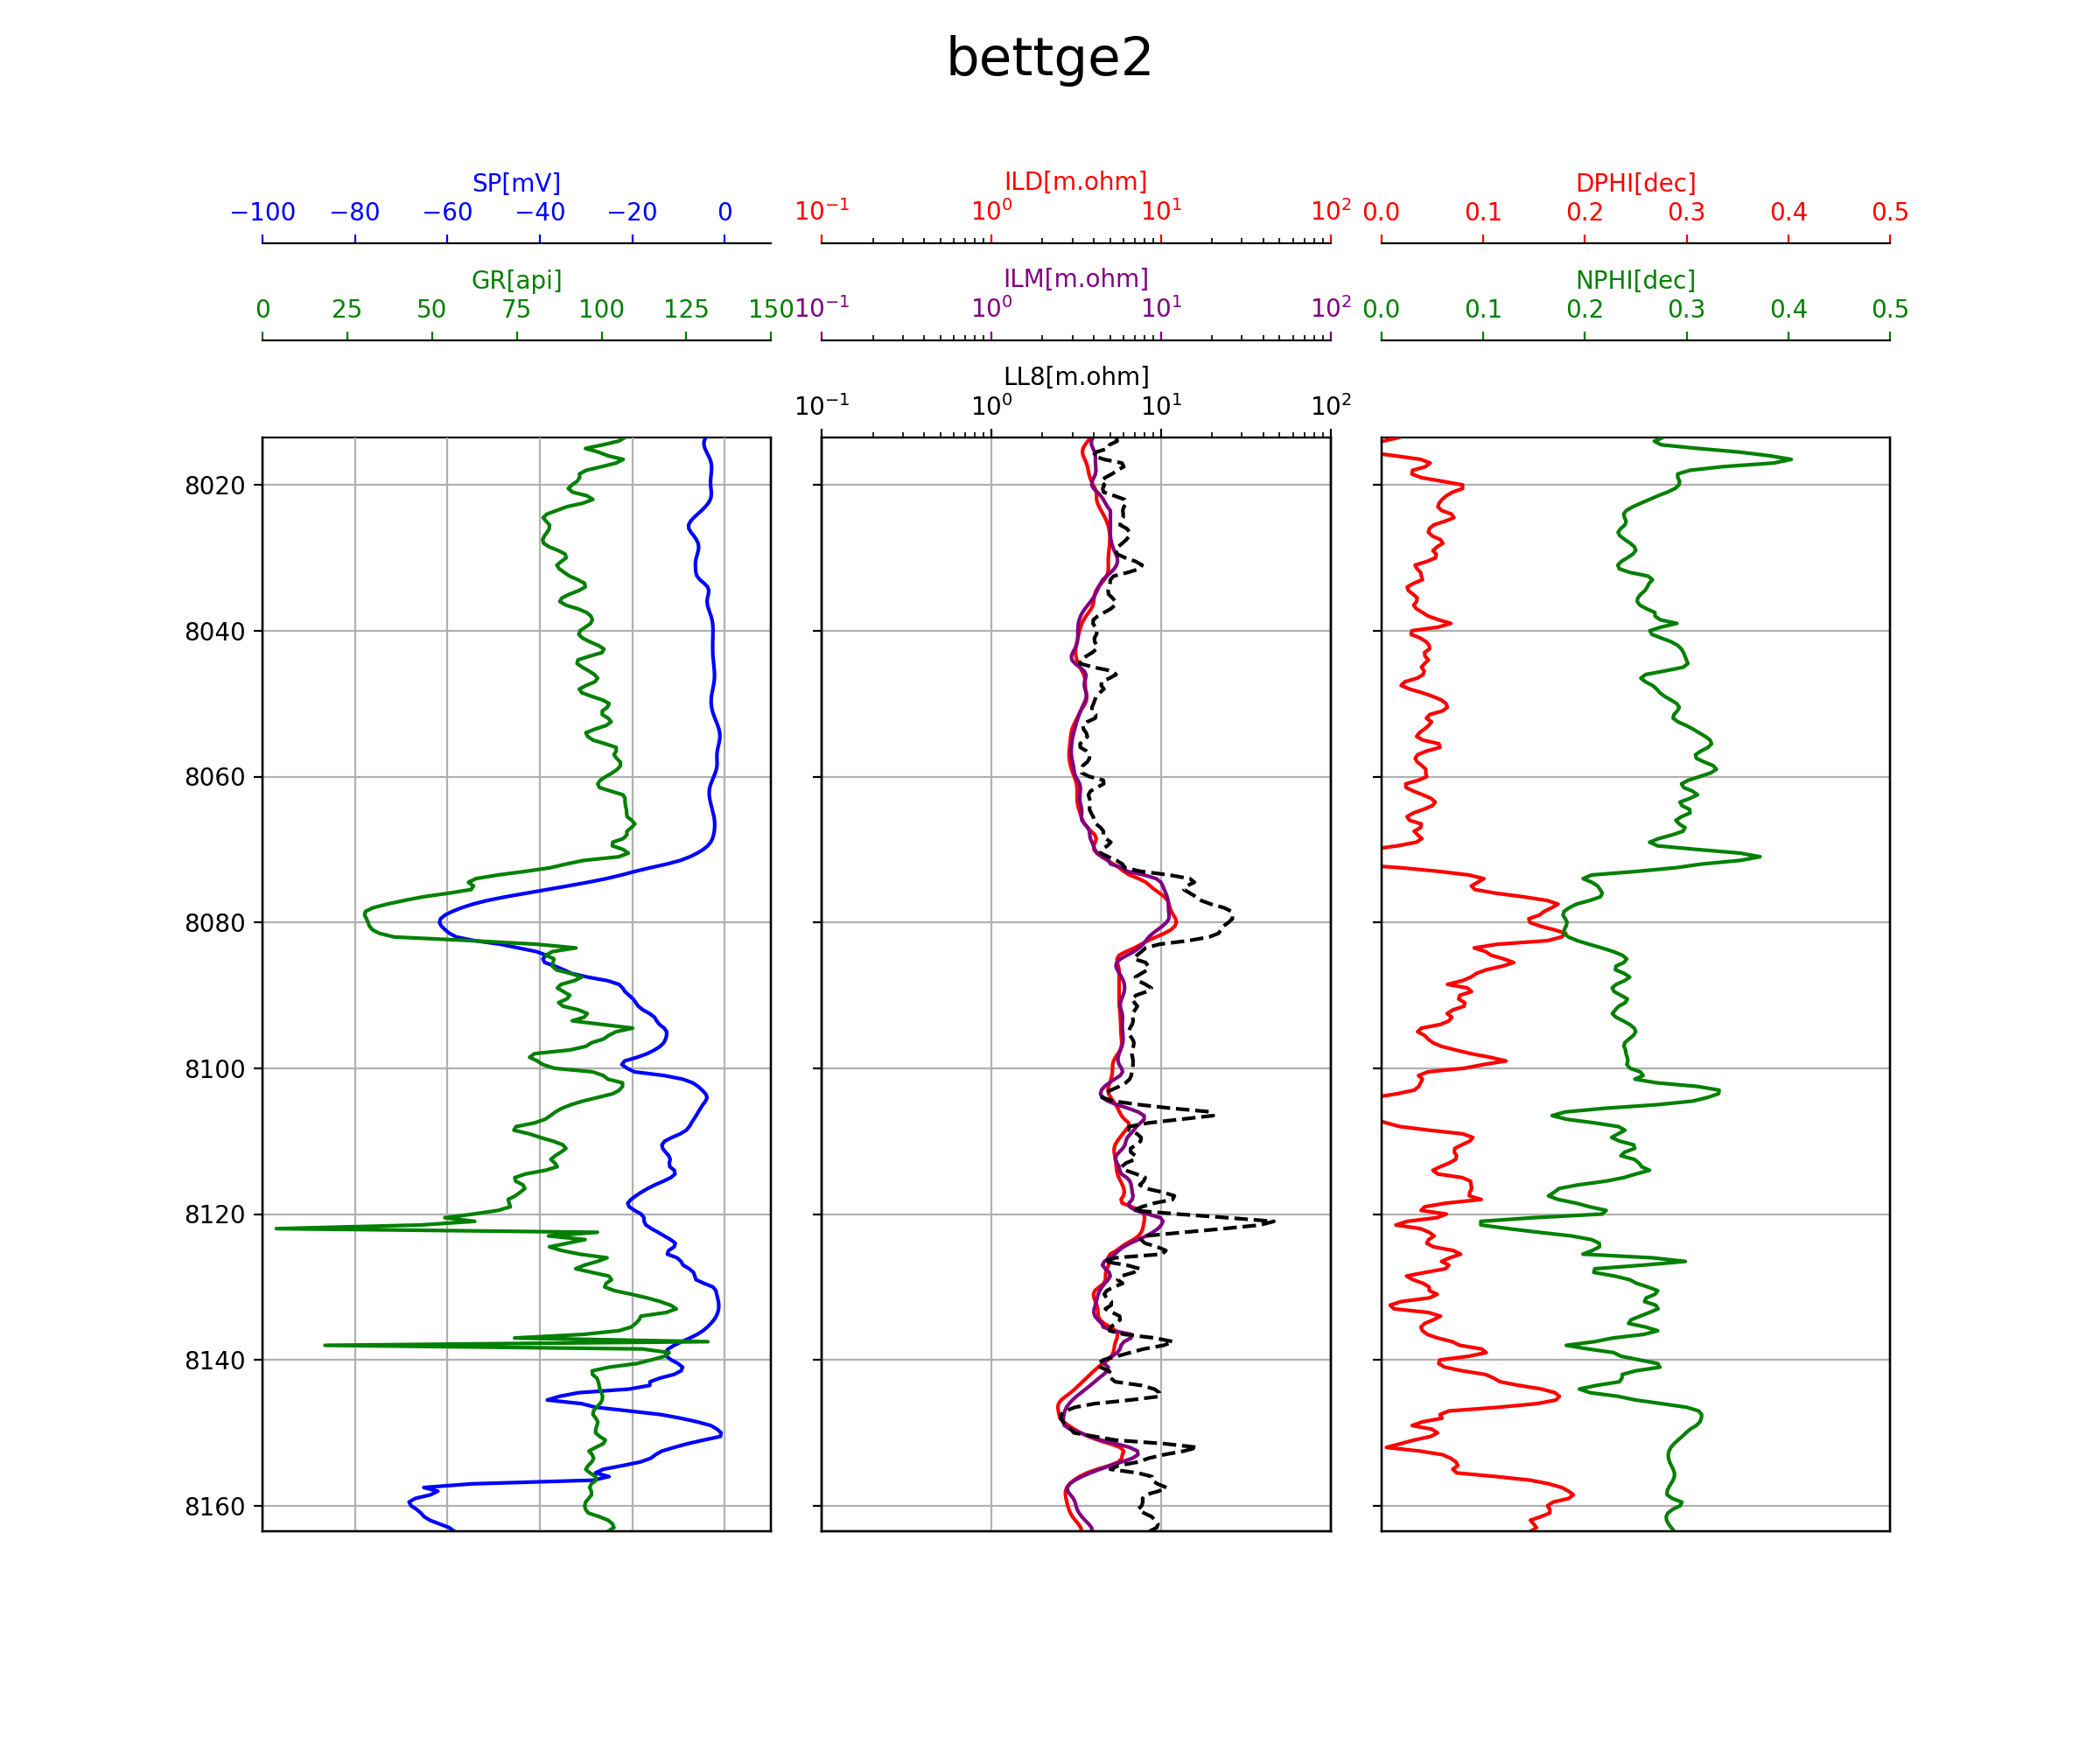 bettge2
SP[mV] ILD[m.ohm] DPHI[dec]
−100 −80 −60 −40 −20 0 10⁻¹ 10⁰ 10¹ 10² 0.0 0.1 0.2 0.3 0.4 0.5
GR[api] ILM[m.ohm] NPHI[dec]
0 25 50 75 100 125 150 10⁻¹ 10⁰ 10¹ 10² 0.0 0.1 0.2 0.3 0.4 0.5
LL8[m.ohm]
10⁻¹ 10⁰ 10¹ 10²
8020
8040
8060
8080
8100
8120
8140
8160